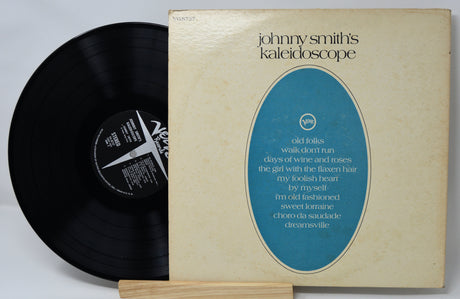 johnny smith's
kaleidoscope
Verve
old folks
walk don't run
days of wine and roses
the girl with the flaxen hair
my foolish heart
by myself
i'm old fashioned
sweet lorraine
choro da saudade
dreamsville
STEREO